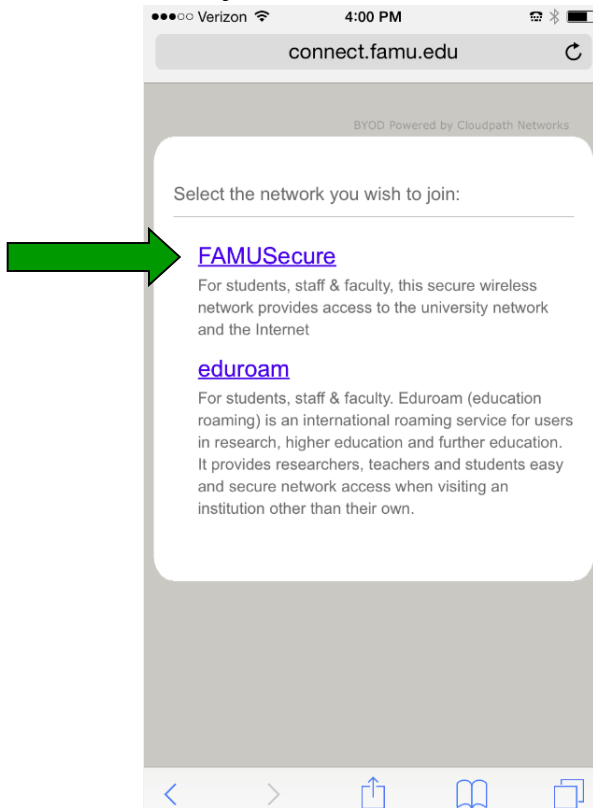 Verizon 4:00 PM
connect.famu.edu
BYOD Powered by Cloudpath Networks
Select the network you wish to join:
FAMUSecure
For students, staff & faculty, this secure wireless
network provides access to the university network
and the Internet
eduroam
For students, staff & faculty. Eduroam (education
roaming) is an international roaming service for users
in research, higher education and further education.
It provides researchers, teachers and students easy
and secure network access when visiting an
institution other than their own.